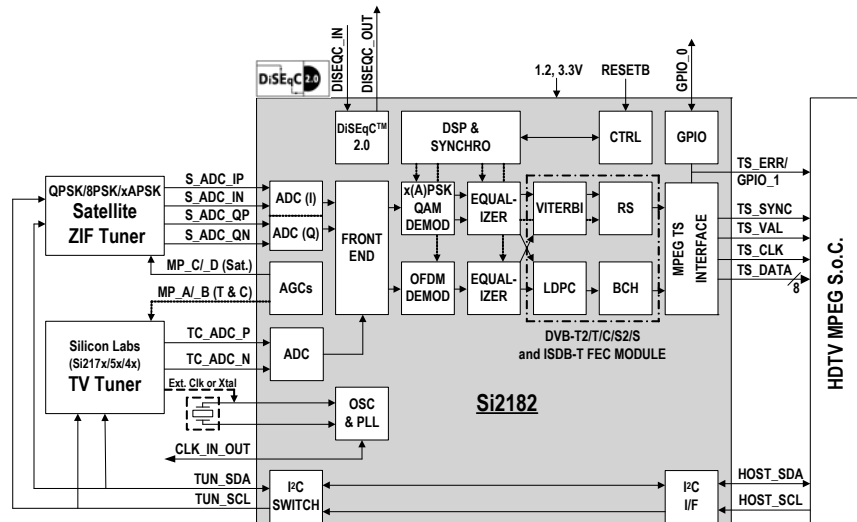 DISEQC_IN
DISEQC_OUT
DiSEqC 2.0
1.2, 3.3V
RESETB
GPIO_0
DiSEqC™
2.0
DSP &
SYNCHRO
CTRL
GPIO
TS_ERR/
GPIO_1
QPSK/8PSK/xAPSK
Satellite
ZIF Tuner
S_ADC_IP
S_ADC_IN
S_ADC_QP
S_ADC_QN
ADC (I)
ADC (Q)
FRONT
END
x(A)PSK
QAM
DEMOD
EQUAL-
IZER
VITERBI
RS
MPEG TS
INTERFACE
TS_SYNC
TS_VAL
TS_CLK
TS_DATA
8
HDTV MPEG S.o.C.
MP_C/_D (Sat.)
MP_A/_B (T & C)
AGCs
OFDM
DEMOD
EQUAL-
IZER
LDPC
BCH
DVB-T2/T/C/S2/S
and ISDB-T FEC MODULE
Silicon Labs
(Si217x/5x/4x)
TV Tuner
TC_ADC_P
TC_ADC_N
ADC
Ext. Clk or Xtal
OSC
& PLL
Si2182
CLK_IN_OUT
TUN_SDA
TUN_SCL
I²C
SWITCH
I²C
I/F
HOST_SDA
HOST_SCL